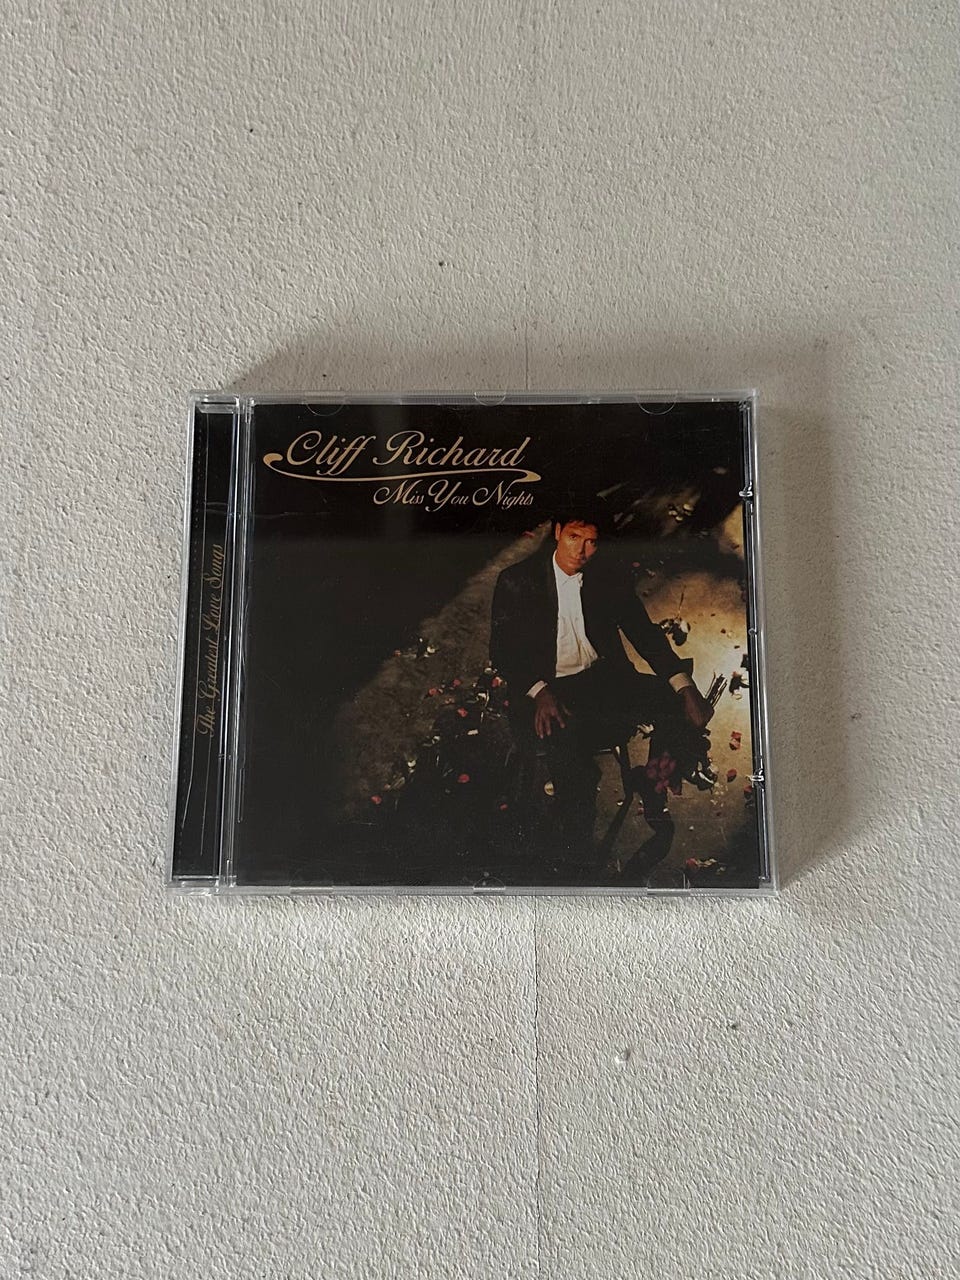 Cliff Richard
Miss You Nights
The Greatest Love Songs